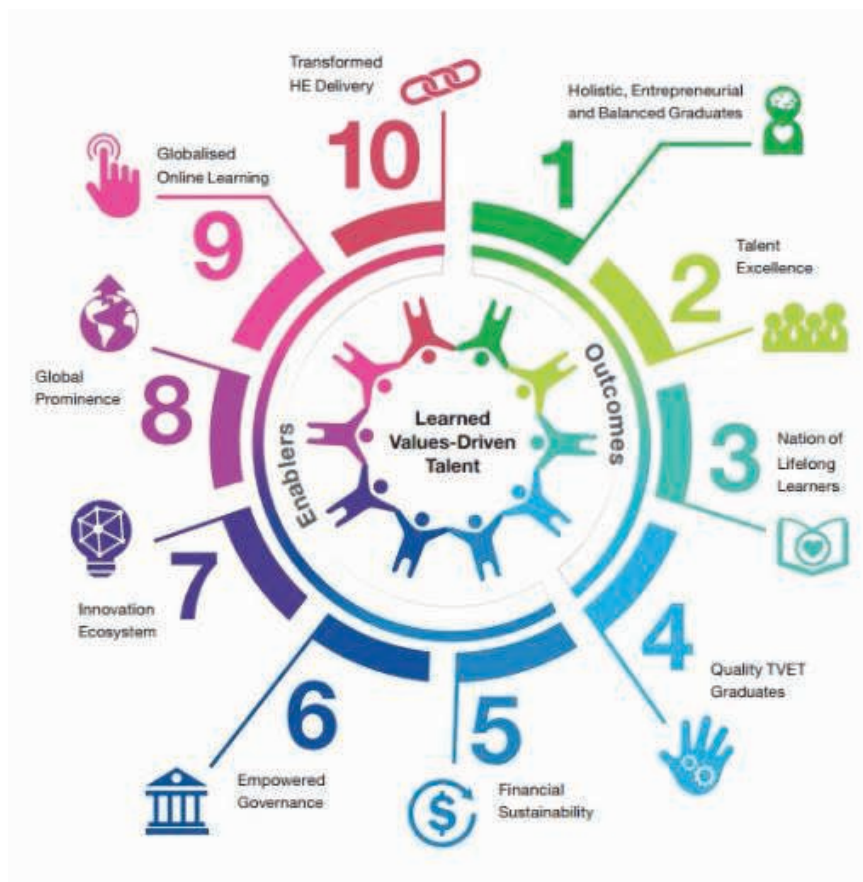 Transformed
HE Delivery
10
Holistic, Entrepreneurial
and Balanced Graduates
1
Globalised
Online Learning
9
Talent
Excellence
2
Global
Prominence
8
Nation of
Lifelong
Learners
3
Enablers
Outcomes
Learned
Values-Driven
Talent
Innovation
Ecosystem
7
Quality TVET
Graduates
4
Empowered
Governance
6
Financial
Sustainability
5
$